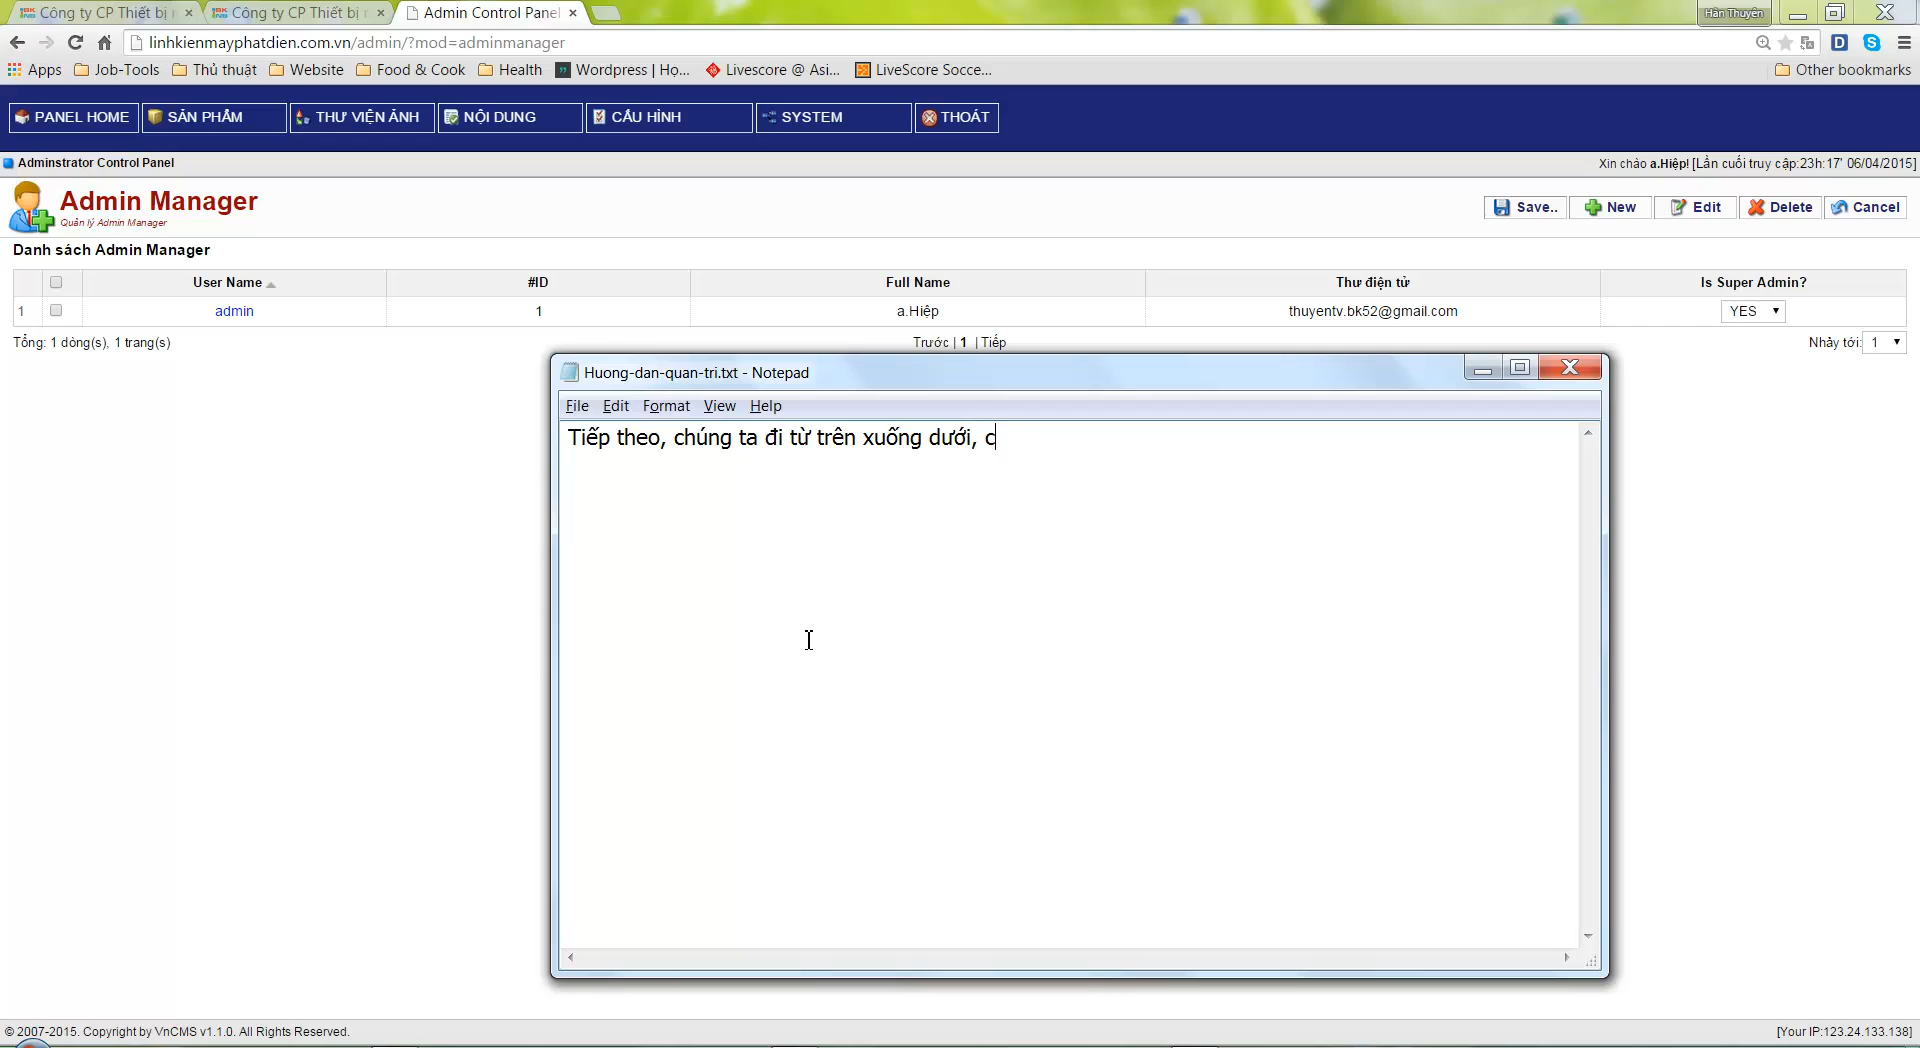 Công ty CP Thiết bị
Công ty CP Thiết bị
Admin Control Panel
Hàn Thuyên
linhkienmayphatdien.com.vn/admin/?mod=adminmanager
Apps Job-Tools Thủ thuật Website Food & Cook Health Wordpress | Họ... Livescore @ Asi... LiveScore Socce... Other bookmarks
PANEL HOME SẢN PHẨM THƯ VIỆN ẢNH NỘI DUNG CẤU HÌNH SYSTEM THOÁT
Adminstrator Control Panel Xin chào a.Hiệp! [Lần cuối truy cập:23h:17' 06/04/2015]
Admin Manager
Quản lý Admin Manager
Save.. New Edit Delete Cancel
Danh sách Admin Manager
User Name #ID Full Name Thư điện tử Is Super Admin?
1 admin 1 a.Hiệp thuyentv.bk52@gmail.com YES
Tổng: 1 dòng(s), 1 trang(s) Trước | 1 | Tiếp Nhảy tới: 1
Huong-dan-quan-tri.txt - Notepad
File Edit Format View Help
Tiếp theo, chúng ta đi từ trên xuống dưới, c
© 2007-2015. Copyright by VnCMS v1.1.0. All Rights Reserved. [Your IP:123.24.133.138]